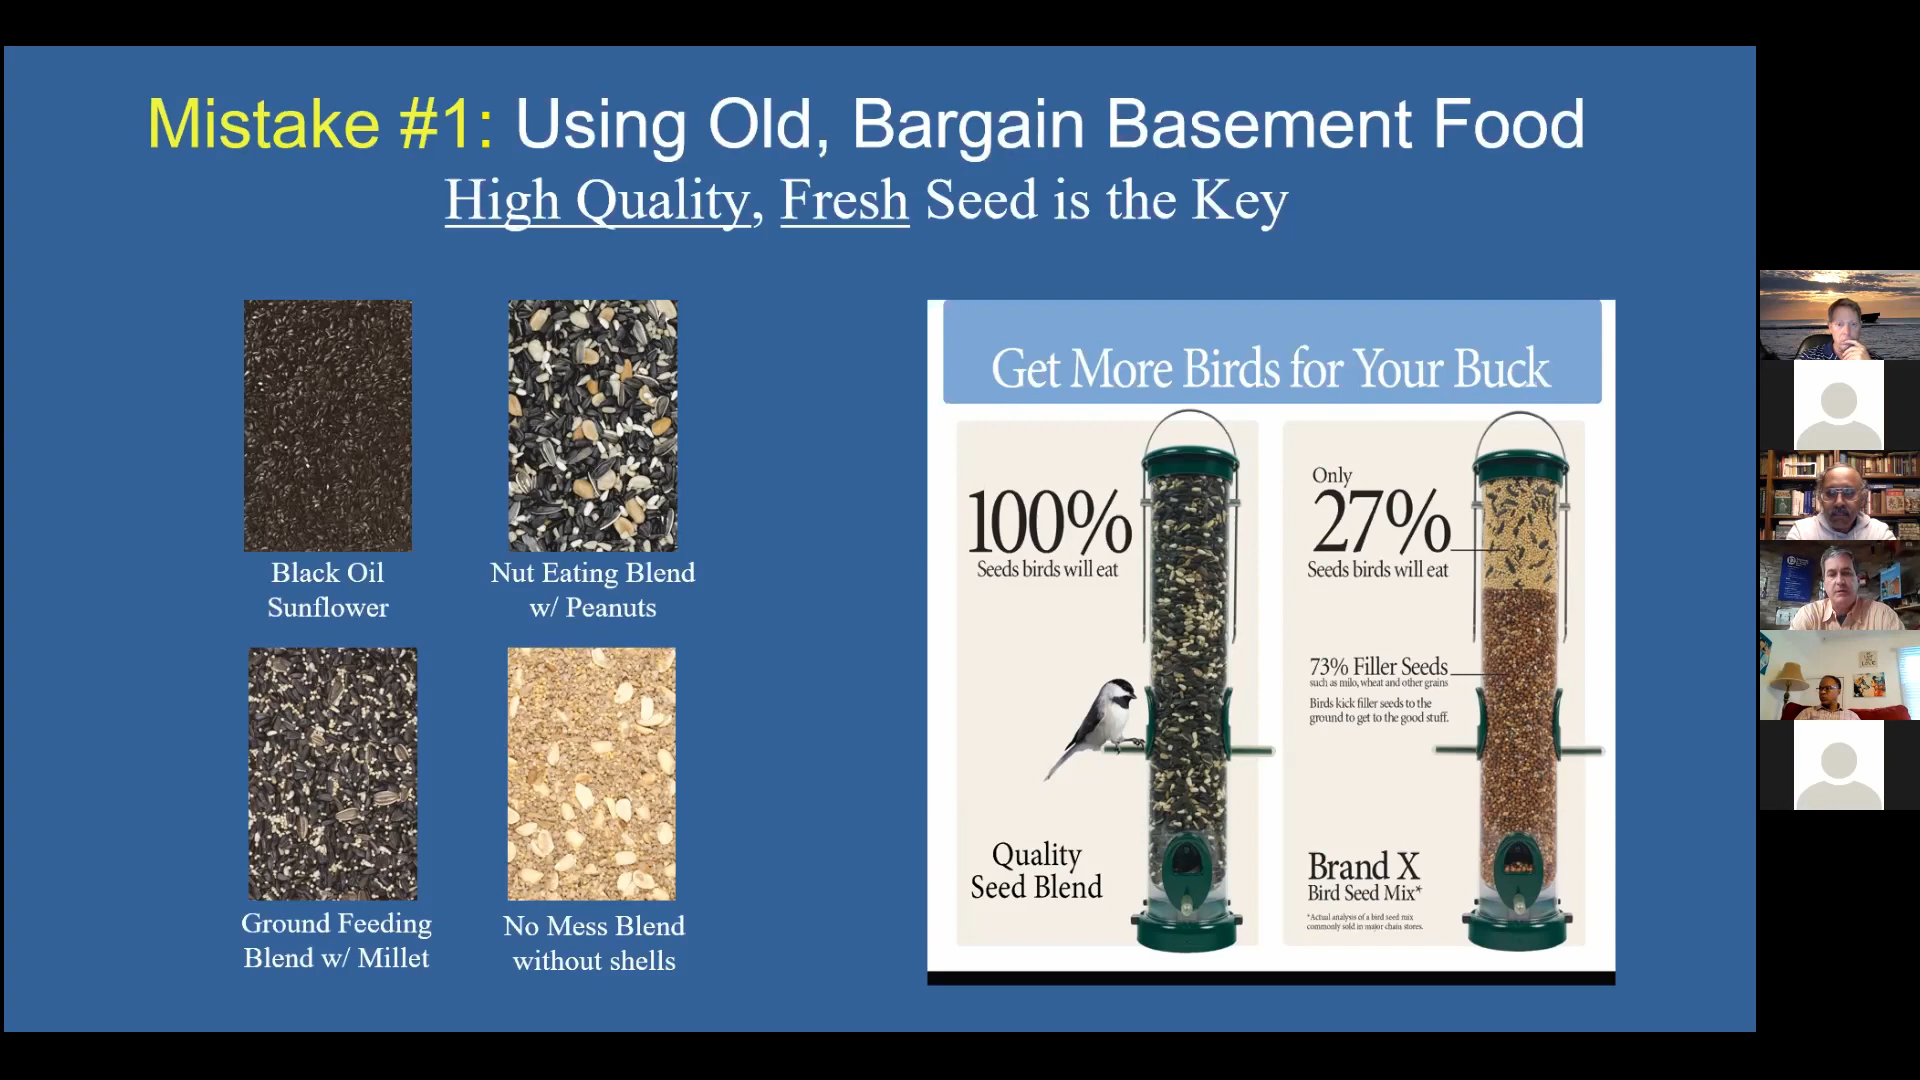 Mistake #1: Using Old, Bargain Basement Food
High Quality, Fresh Seed is the Key
Black Oil
Sunflower
Nut Eating Blend
w/ Peanuts
Ground Feeding
Blend w/ Millet
No Mess Blend
without shells
Get More Birds for Your Buck
100%
Seeds birds will eat
Quality
Seed Blend
Only
27%
Seeds birds will eat
73% Filler Seeds
such as milo, wheat and other grains
Birds kick filler seeds to the
ground to get to the good stuff.
Brand X
Bird Seed Mix*
*Actual analysis of a bird seed mix
commonly sold in major chain stores.